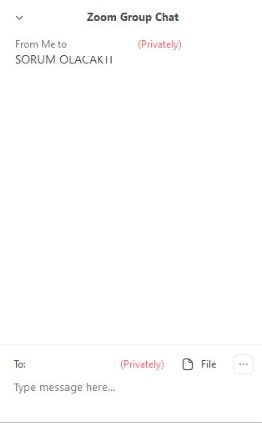 Zoom Group Chat
From Me to (Privately)
SORUM OLACAKTI
To: (Privately) File ...
Type message here...